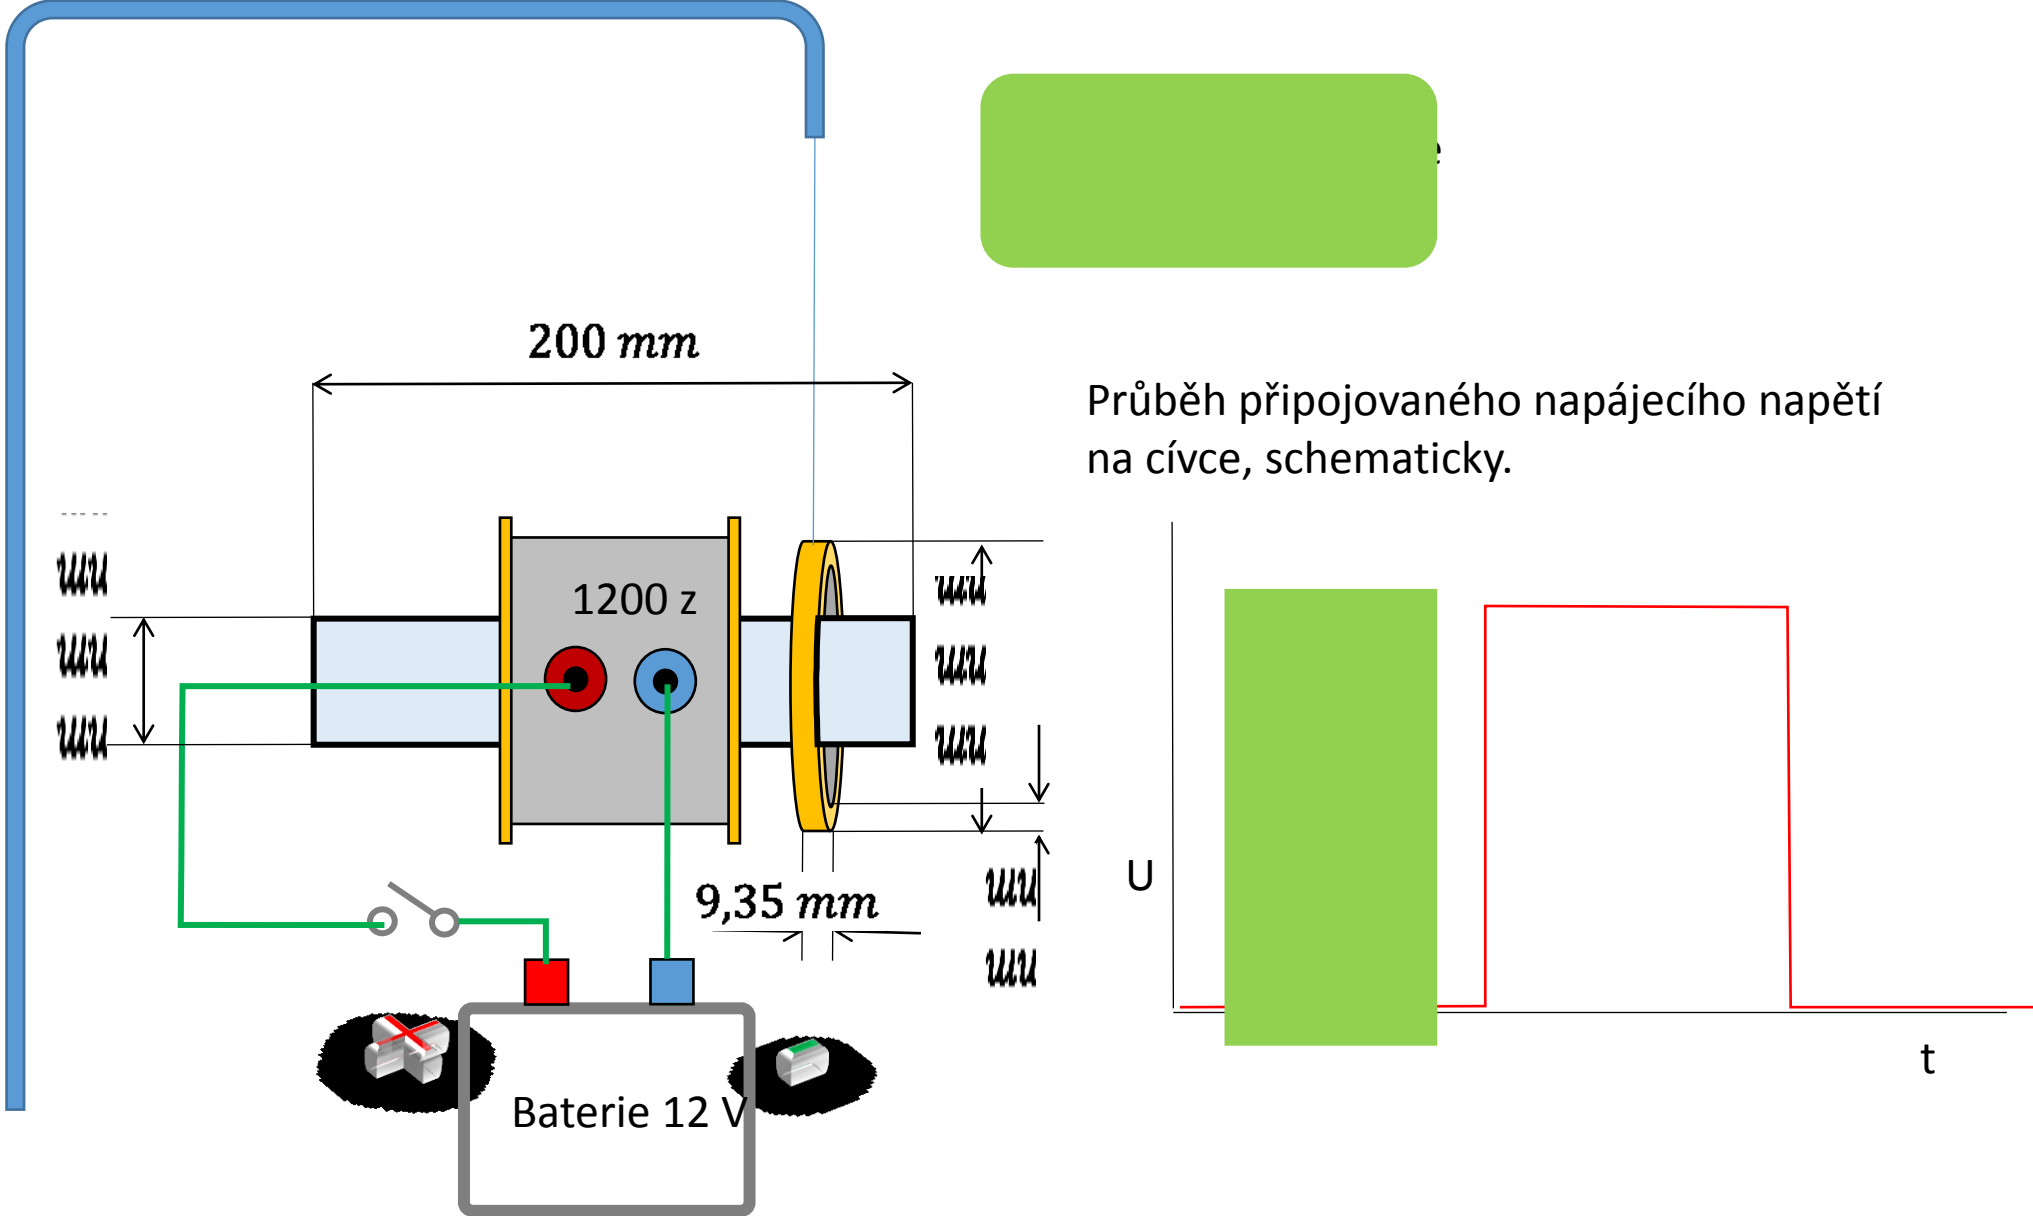 200 mm
Průběh připojovaného napájecího napětí
na cívce, schematicky.
1200 z
U
9,35 mm
t
Baterie 12 V